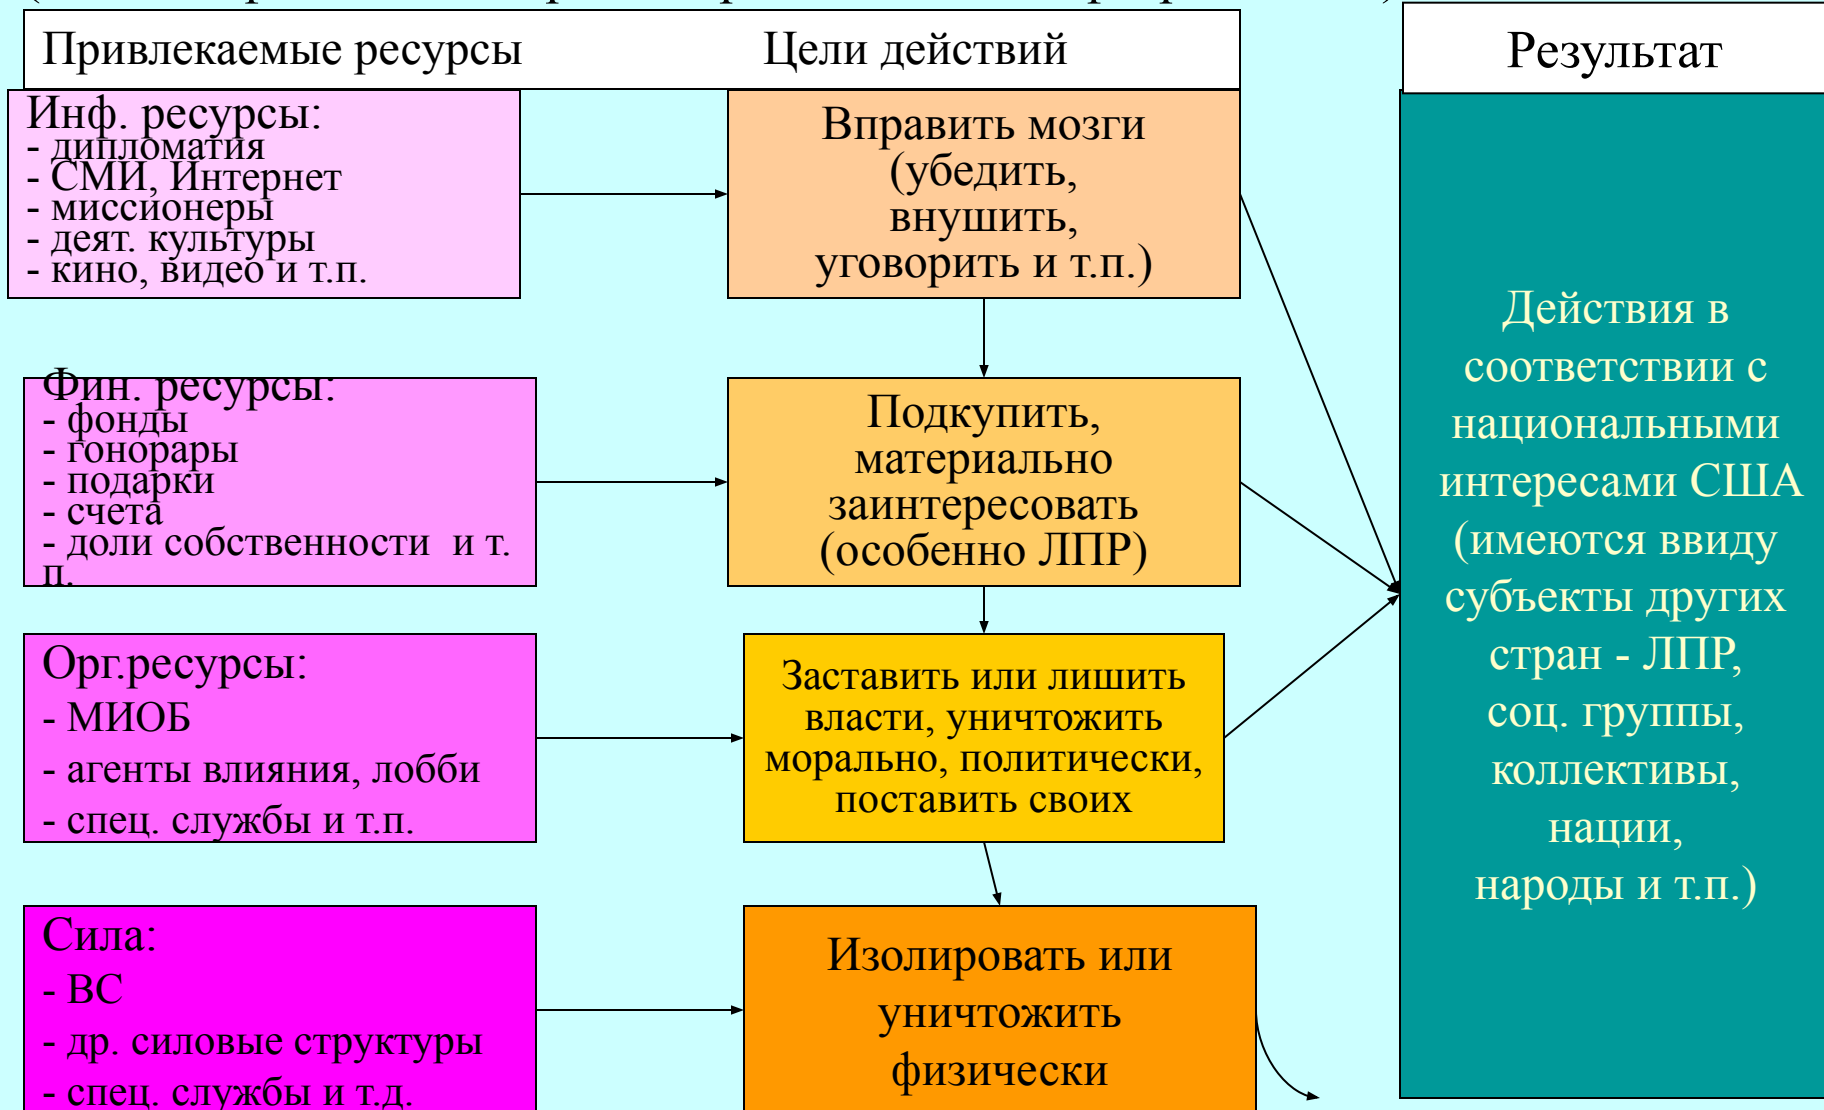 Привлекаемые ресурсы Цели действий
Результат
Инф. ресурсы:
- дипломатия
- СМИ, Интернет
- миссионеры
- деят. культуры
- кино, видео и т.п.
Вправить мозги
(убедить,
внушить,
уговорить и т.п.)
Фин. ресурсы:
- фонды
- гонорары
- подарки
- счета
- доли собственности и т.
п.
Подкупить,
материально
заинтересовать
(особенно ЛПР)
Орг.ресурсы:
- МИОБ
- агенты влияния, лобби
- спец. службы и т.п.
Заставить или лишить
власти, уничтожить
морально, политически,
поставить своих
Сила:
- ВС
- др. силовые структуры
- спец. службы и т.д.
Изолировать или
уничтожить
физически
Действия в
соответствии с
национальными
интересами США
(имеются ввиду
субъекты других
стран - ЛПР,
соц. группы,
коллективы,
нации,
народы и т.п.)